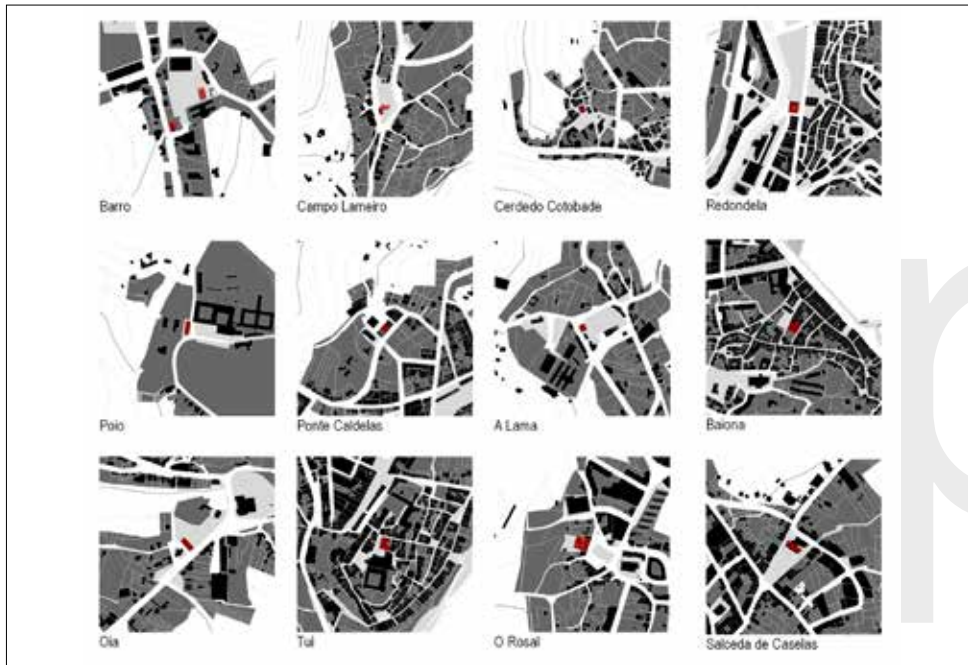 Barro
Campo Lameiro
Cerdedo Cotobade
Redondela
Poio
Ponte Caldelas
A Lama
Baiona
Oia
Tui
O Rosal
Salceda de Caselas